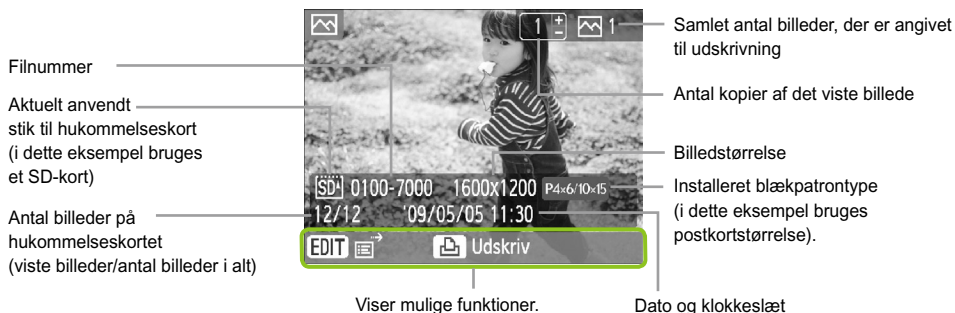 1 + - 1
Samlet antal billeder, der er angivet
til udskrivning
Filnummer
Antal kopier af det viste billede
Aktuelt anvendt
stik til hukommelseskort
(i dette eksempel bruges
et SD-kort)
Billedstørrelse
SD 0100-7000 1600x1200 P4×6/10×15
Installeret blækpatrontype
(i dette eksempel bruges
postkortstørrelse).
12/12 '09/05/05 11:30
Antal billeder på
hukommelseskortet
(viste billeder/antal billeder i alt)
EDIT Udskriv
Viser mulige funktioner.
Dato og klokkeslæt